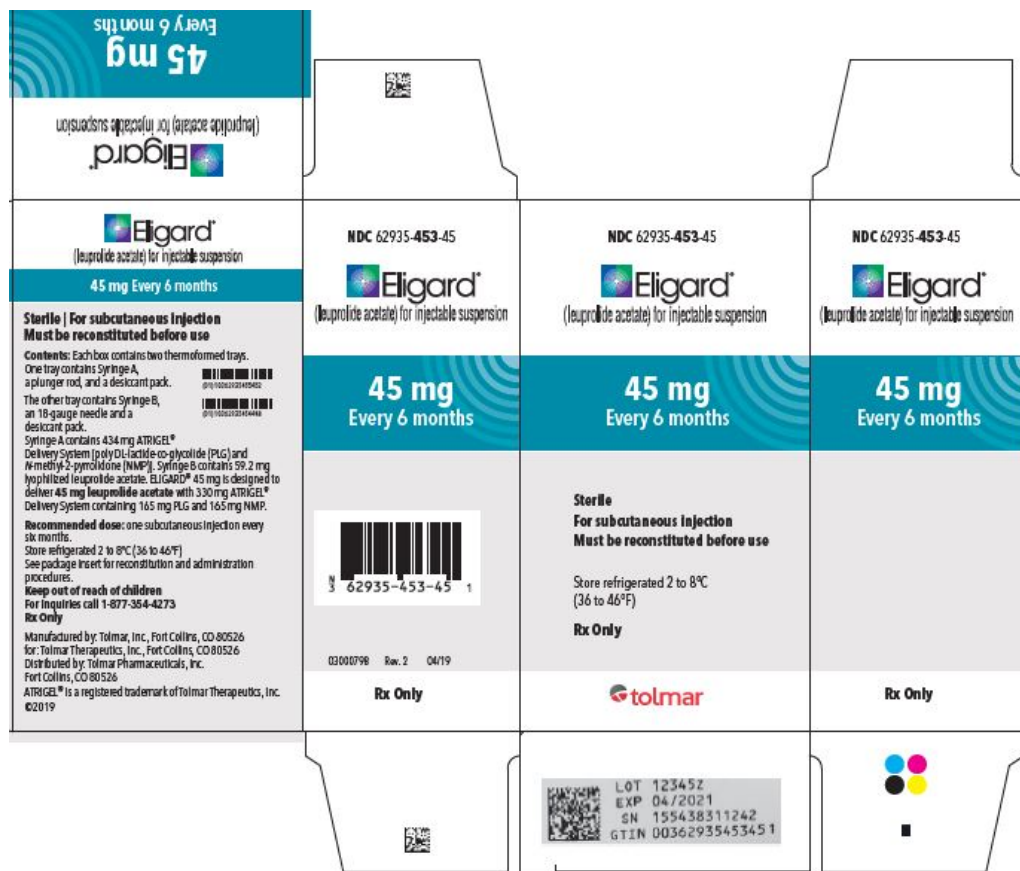 45 mg
Every 6 months
Eligard®
(leuprolide acetate) for injectable suspension
Eligard®
(leuprolide acetate) for injectable suspension
45 mg Every 6 months
Sterile | For subcutaneous injection
Must be reconstituted before use
Contents: Each box contains two thermoformed trays.
One tray contains Syringe A,
a plunger rod, and a desiccant pack.
The other tray contains Syringe B,
an 18-gauge needle and a
desiccant pack.
Syringe A contains 434 mg ATRIGEL®
Delivery System [poly DL-lactide-co-glycolide (PLG) and
N-methyl-2-pyrrolidone (NMP)]. Syringe B contains 59.2 mg
lyophilized leuprolide acetate. ELIGARD® 45 mg is designed to
deliver 45 mg leuprolide acetate with 330 mg ATRIGEL®
Delivery System containing 165 mg PLG and 165 mg NMP.
Recommended dose: one subcutaneous injection every
six months.
Store refrigerated 2 to 8°C (36 to 46°F)
See package insert for reconstitution and administration
procedures.
Keep out of reach of children
For inquiries call 1-877-354-4273
Rx Only
Manufactured by: Tolmar, Inc., Fort Collins, CO 80526
for: Tolmar Therapeutics, Inc., Fort Collins, CO 80526
Distributed by: Tolmar Pharmaceuticals, Inc.
Fort Collins, CO 80526
ATRIGEL® is a registered trademark of Tolmar Therapeutics, Inc.
©2019
NDC 62935-453-45
Eligard®
(leuprolide acetate) for injectable suspension
45 mg
Every 6 months
N
3 62935-453-45 1
0300079B Rev. 2 04/19
Rx Only
NDC 62935-453-45
Eligard®
(leuprolide acetate) for injectable suspension
45 mg
Every 6 months
Sterile
For subcutaneous injection
Must be reconstituted before use
Store refrigerated 2 to 8°C
(36 to 46°F)
Rx Only
tolmar
LOT 12345Z
EXP 04/2021
SN 155438311242
GTIN 00362935453451
NDC 62935-453-45
Eligard®
(leuprolide acetate) for injectable suspension
45 mg
Every 6 months
Rx Only